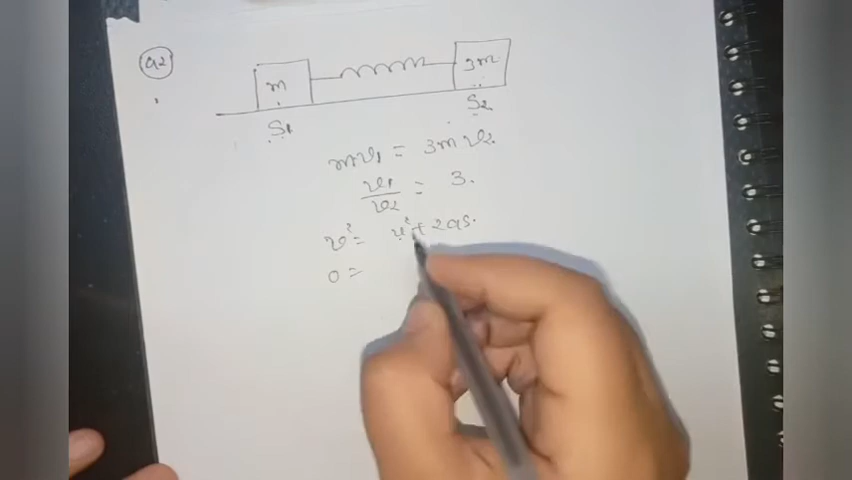 Q2
m
3m
S1
S2
mv1 = 3mv2.
v1/v2 = 3.
v² = u² + 2as.
0 =